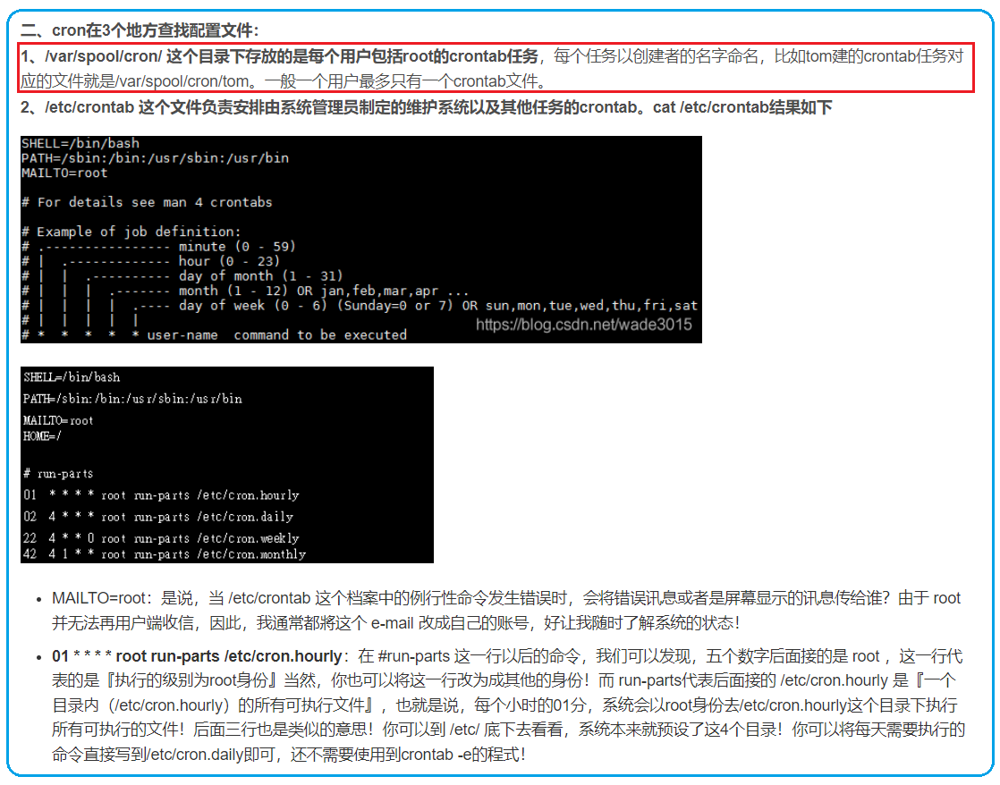 二、cron在3个地方查找配置文件：
1、/var/spool/cron/ 这个目录下存放的是每个用户包括root的crontab任务，每个任务以创建者的名字命名，比如tom建的crontab任务对
应的文件就是/var/spool/cron/tom。一般一个用户最多只有一个crontab文件。
2、/etc/crontab 这个文件负责安排由系统管理员制定的维护系统以及其他任务的crontab。cat /etc/crontab结果如下
SHELL=/bin/bash
PATH=/sbin:/bin:/usr/sbin:/usr/bin
MAILTO=root
# For details see man 4 crontabs
# Example of job definition:
# .---------------- minute (0 - 59)
# |  .------------- hour (0 - 23)
# |  |  .---------- day of month (1 - 31)
# |  |  |  .------- month (1 - 12) OR jan,feb,mar,apr ...
# |  |  |  |  .---- day of week (0 - 6) (Sunday=0 or 7) OR sun,mon,tue,wed,thu,fri,sat
# |  |  |  |  |
https://blog.csdn.net/wade3015
# *  *  *  *  * user-name  command to be executed
SHELL=/bin/bash
PATH=/sbin:/bin:/usr/sbin:/usr/bin
MAILTO=root
HOME=/
# run-parts
01 * * * * root run-parts /etc/cron.hourly
02 4 * * * root run-parts /etc/cron.daily
22 4 * * 0 root run-parts /etc/cron.weekly
42 4 1 * * root run-parts /etc/cron.monthly
• MAILTO=root：是说，当 /etc/crontab 这个档案中的例行性命令发生错误时，会将错误讯息或者是屏幕显示的讯息传给谁？由于 root
并无法再用户端收信，因此，我通常都將这个 e-mail 改成自己的账号，好让我随时了解系统的状态！
• 01 * * * * root run-parts /etc/cron.hourly：在 #run-parts 这一行以后的命令，我们可以发现，五个数字后面接的是 root ，这一行代
表的是『执行的级别为root身份』当然，你也可以将这一行改为成其他的身份！而 run-parts代表后面接的 /etc/cron.hourly 是『一个
目录内（/etc/cron.hourly）的所有可执行文件』，也就是说，每个小时的01分，系统会以root身份去/etc/cron.hourly这个目录下执行
所有可执行的文件！后面三行也是类似的意思！你可以到 /etc/ 底下去看看，系统本来就预设了这4个目录！你可以将每天需要执行的
命令直接写到/etc/cron.daily即可，还不需要使用到crontab -e的程式！